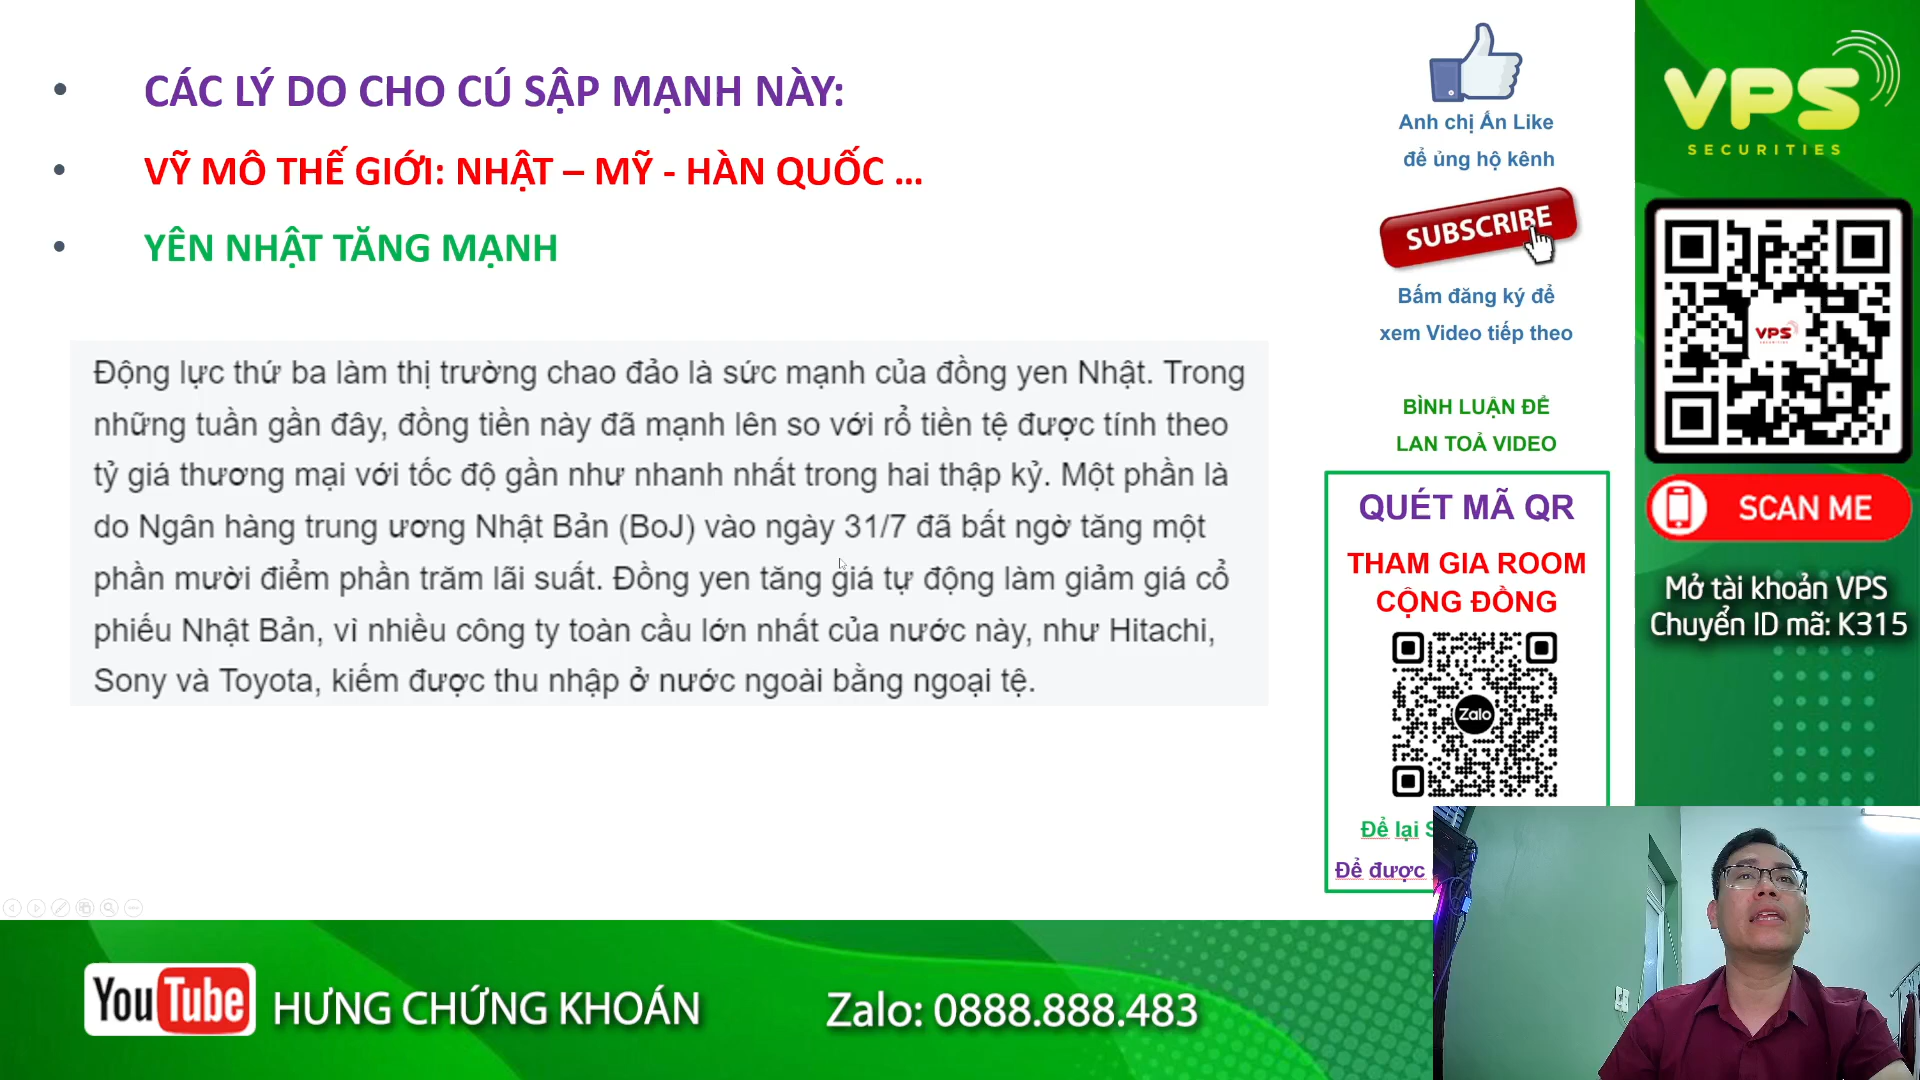 CÁC LÝ DO CHO CÚ SẬP MẠNH NÀY:
VỸ MÔ THẾ GIỚI: NHẬT – MỸ - HÀN QUỐC ...
YÊN NHẬT TĂNG MẠNH
Động lực thứ ba làm thị trường chao đảo là sức mạnh của đồng yen Nhật. Trong
những tuần gần đây, đồng tiền này đã mạnh lên so với rổ tiền tệ được tính theo
tỷ giá thương mại với tốc độ gần như nhanh nhất trong hai thập kỷ. Một phần là
do Ngân hàng trung ương Nhật Bản (BoJ) vào ngày 31/7 đã bất ngờ tăng một
phần mười điểm phần trăm lãi suất. Đồng yen tăng giá tự động làm giảm giá cổ
phiếu Nhật Bản, vì nhiều công ty toàn cầu lớn nhất của nước này, như Hitachi,
Sony và Toyota, kiếm được thu nhập ở nước ngoài bằng ngoại tệ.
Anh chị Ấn Like
để ủng hộ kênh
SUBSCRIBE
Bấm đăng ký để
xem Video tiếp theo
BÌNH LUẬN ĐỂ
LAN TOẢ VIDEO
QUÉT MÃ QR
THAM GIA ROOM
CỘNG ĐỒNG
Zalo
Để lại
Để được
VPS
SECURITIES
VPS
SCAN ME
Mở tài khoản VPS
Chuyển ID mã: K315
YouTube HƯNG CHỨNG KHOÁN
Zalo: 0888.888.483